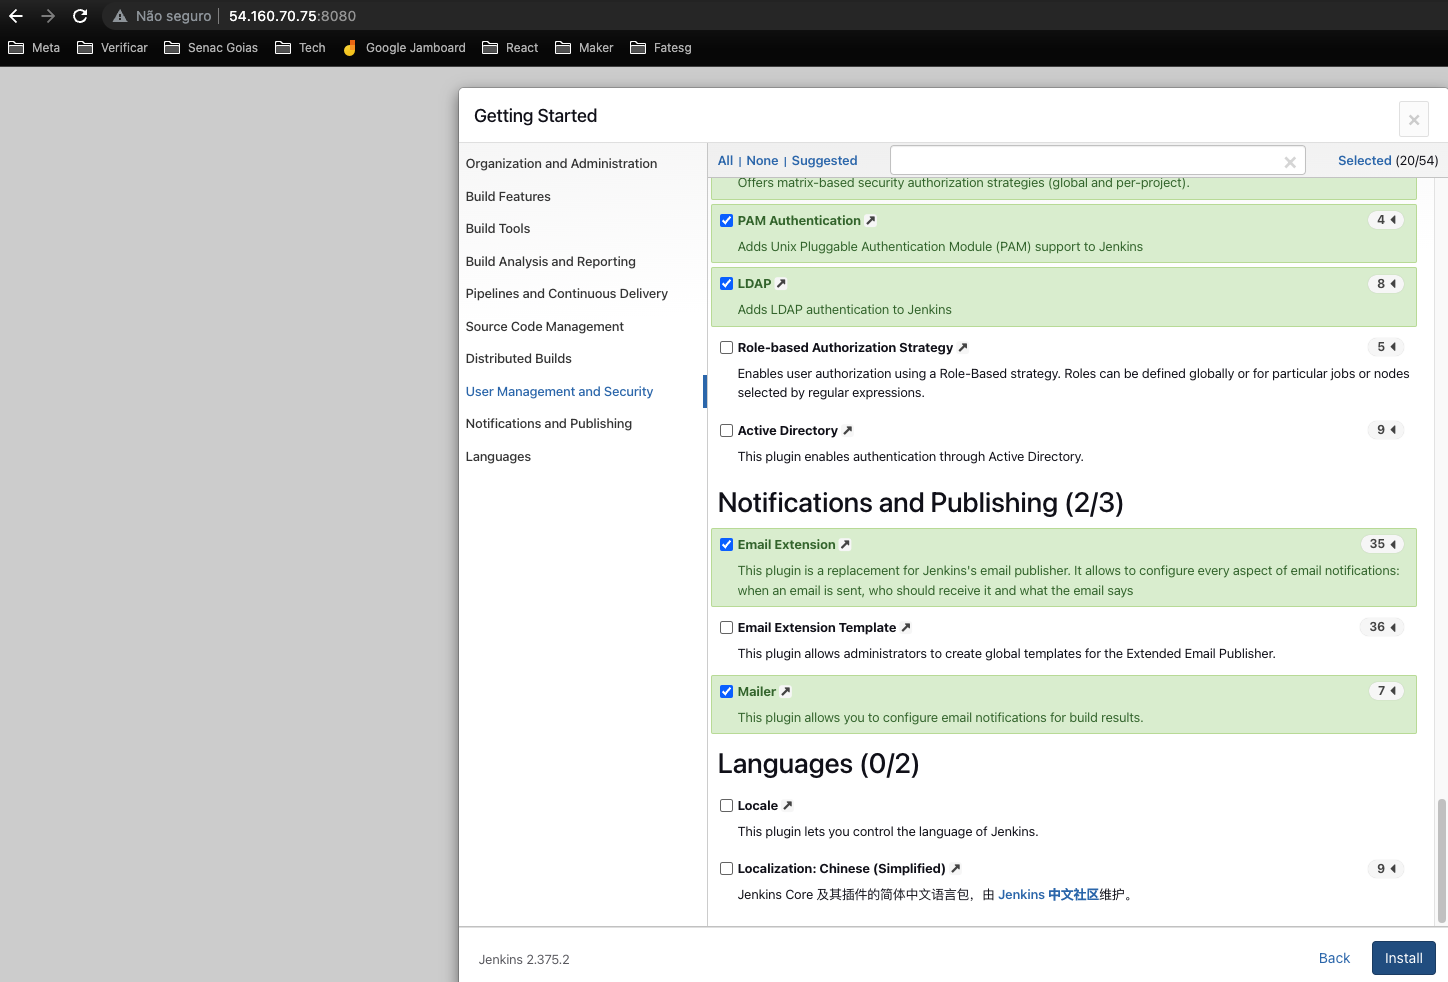 Não seguro | 54.160.70.75:8080
Meta Verificar Senac Goias Tech Google Jamboard React Maker Fatesg
Getting Started
Organization and Administration
Build Features
Build Tools
Build Analysis and Reporting
Pipelines and Continuous Delivery
Source Code Management
Distributed Builds
User Management and Security
Notifications and Publishing
Languages
All | None | Suggested
Selected (20/54)
Offers matrix-based security authorization strategies (global and per-project).
PAM Authentication 4
Adds Unix Pluggable Authentication Module (PAM) support to Jenkins
LDAP 8
Adds LDAP authentication to Jenkins
Role-based Authorization Strategy 5
Enables user authorization using a Role-Based strategy. Roles can be defined globally or for particular jobs or nodes
selected by regular expressions.
Active Directory 9
This plugin enables authentication through Active Directory.
Notifications and Publishing (2/3)
Email Extension 35
This plugin is a replacement for Jenkins's email publisher. It allows to configure every aspect of email notifications:
when an email is sent, who should receive it and what the email says
Email Extension Template 36
This plugin allows administrators to create global templates for the Extended Email Publisher.
Mailer 7
This plugin allows you to configure email notifications for build results.
Languages (0/2)
Locale
This plugin lets you control the language of Jenkins.
Localization: Chinese (Simplified) 9
Jenkins Core 及其插件的简体中文语言包，由 Jenkins 中文社区维护。
Jenkins 2.375.2
Back
Install